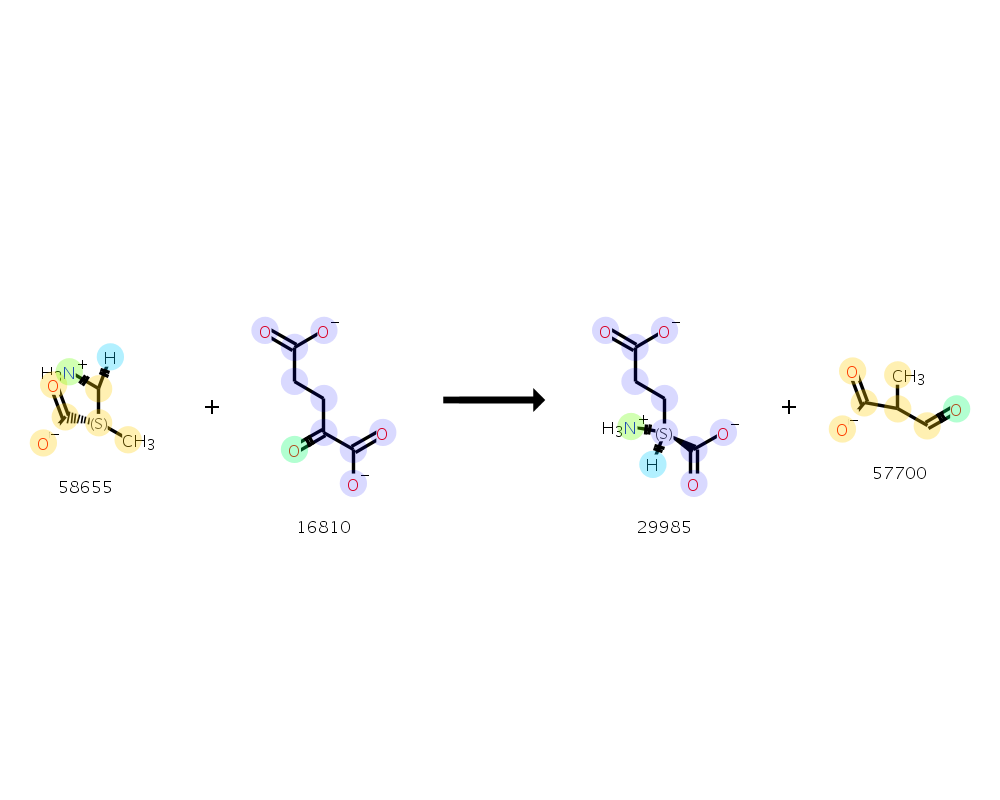 H
H₃N⁺
O
O⁻
(S)
CH₃
58655
+
O
O⁻
O
O
O⁻
16810
O
O⁻
H₃N⁺
(S)
O⁻
H
O
29985
+
O
CH₃
O
O⁻
57700